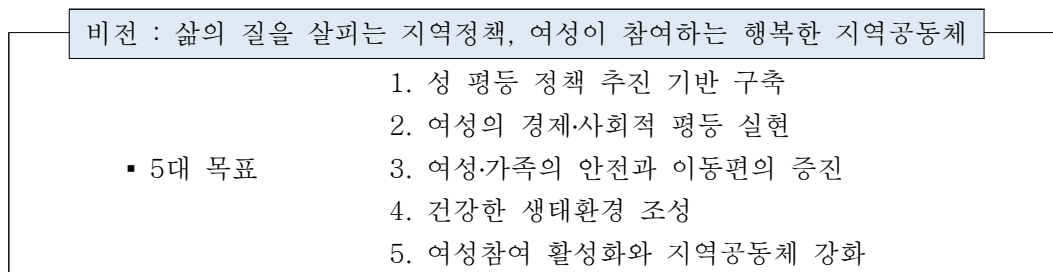 비전 : 삶의 질을 살피는 지역정책, 여성이 참여하는 행복한 지역공동체
1. 성 평등 정책 추진 기반 구축
2. 여성의 경제·사회적 평등 실현
▪ 5대 목표 3. 여성·가족의 안전과 이동편의 증진
4. 건강한 생태환경 조성
5. 여성참여 활성화와 지역공동체 강화